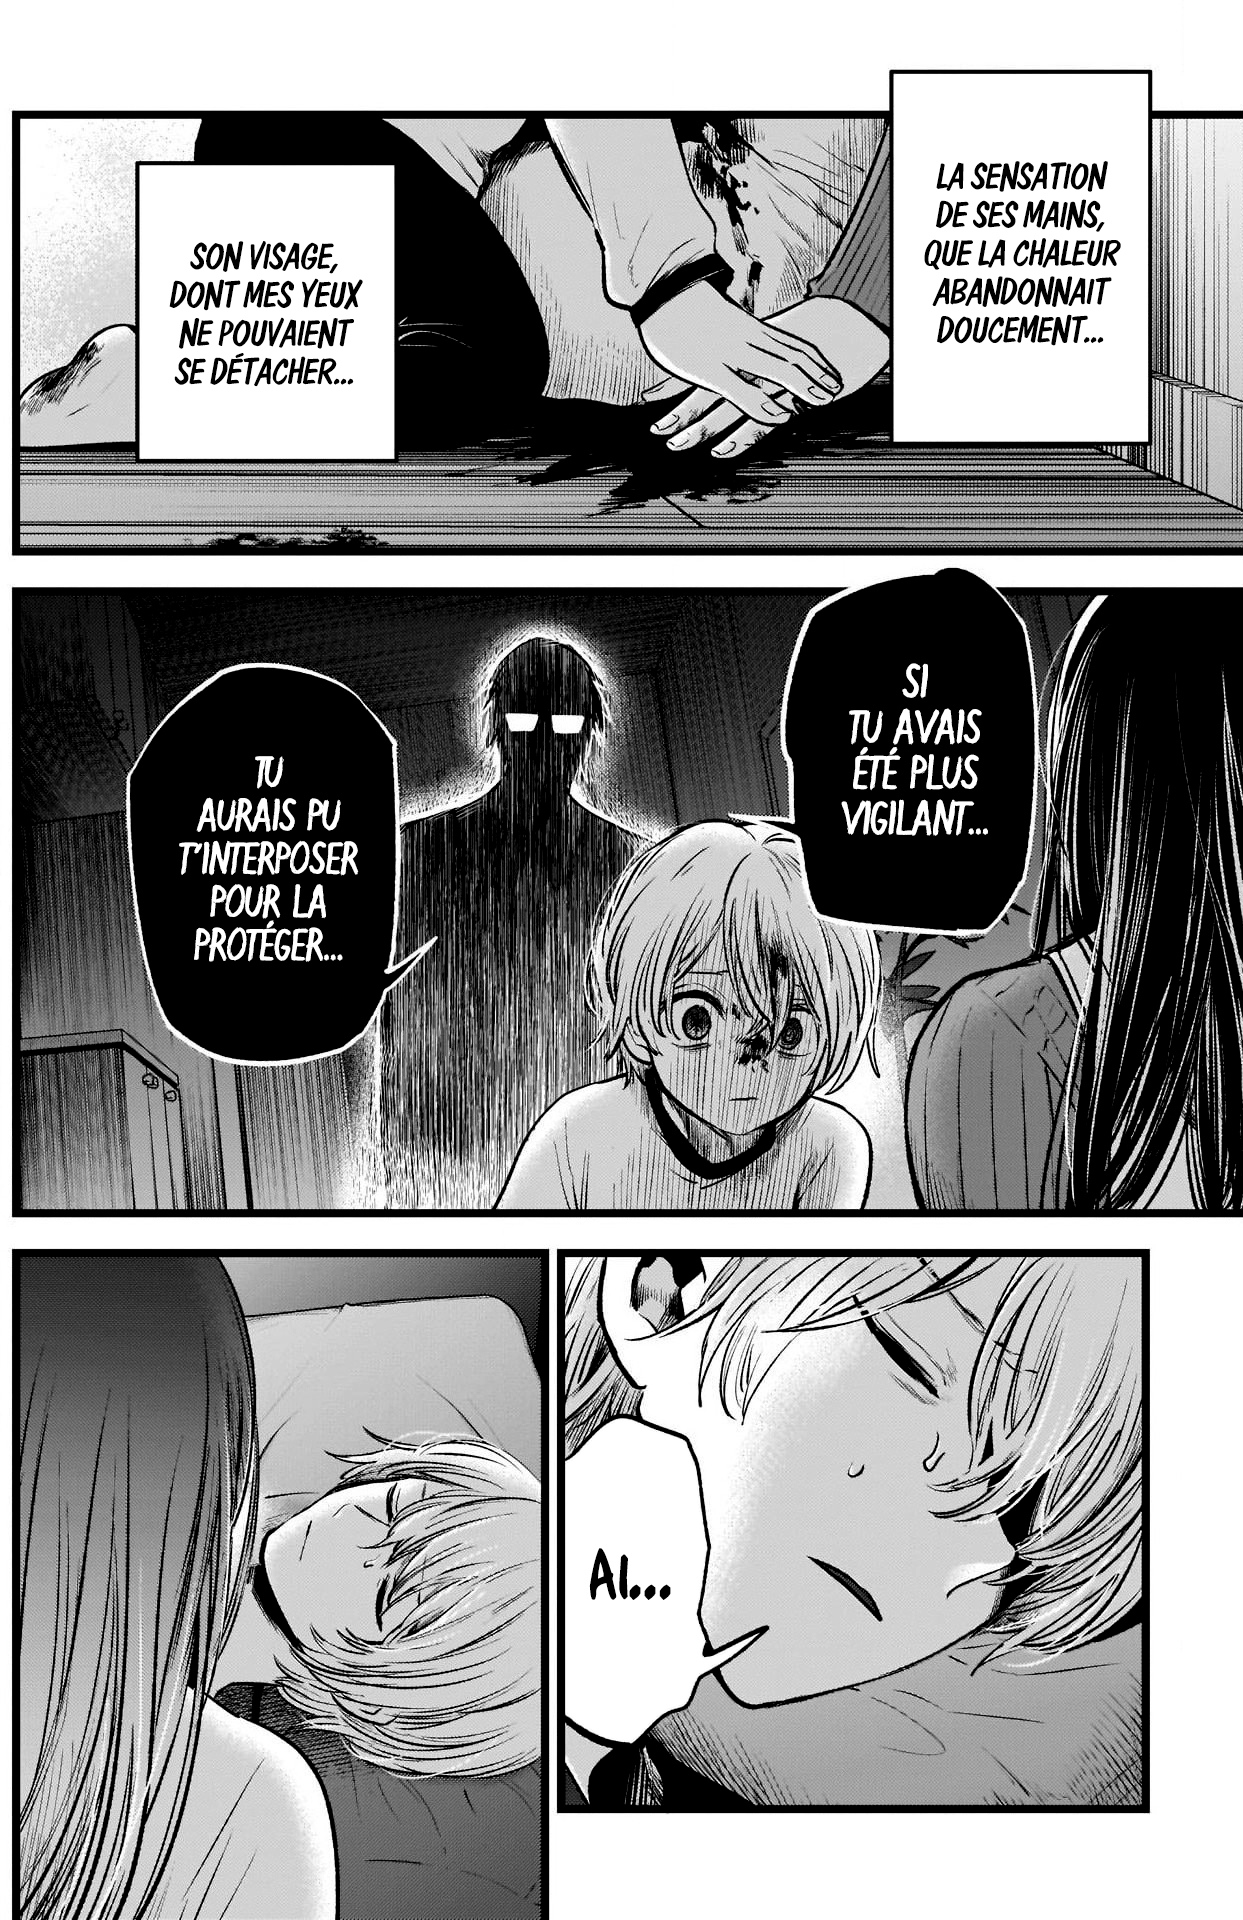 LA SENSATION
DE SES MAINS,
QUE LA CHALEUR
ABANDONNAIT
DOUCEMENT...
SON VISAGE,
DONT MES YEUX
NE POUVAIENT
SE DÉTACHER...
SI
TU AVAIS
ÉTÉ PLUS
VIGILANT...
TU
AURAIS PU
T'INTERPOSER
POUR LA
PROTÉGER...
AI...